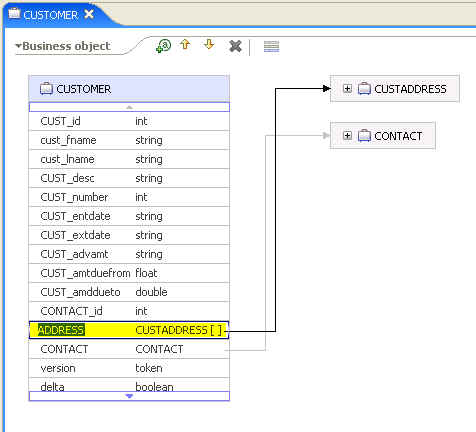 CUSTOMER
Business object
CUSTOMER
CUST_id int
cust_fname string
cust_lname string
CUST_desc string
CUST_number int
CUST_entdate string
CUST_extdate string
CUST_advamt string
CUST_amtduefrom float
CUST_amddueto double
CONTACT_id int
ADDRESS CUSTADDRESS [ ]
CONTACT CONTACT
version token
delta boolean
CUSTADDRESS
CONTACT